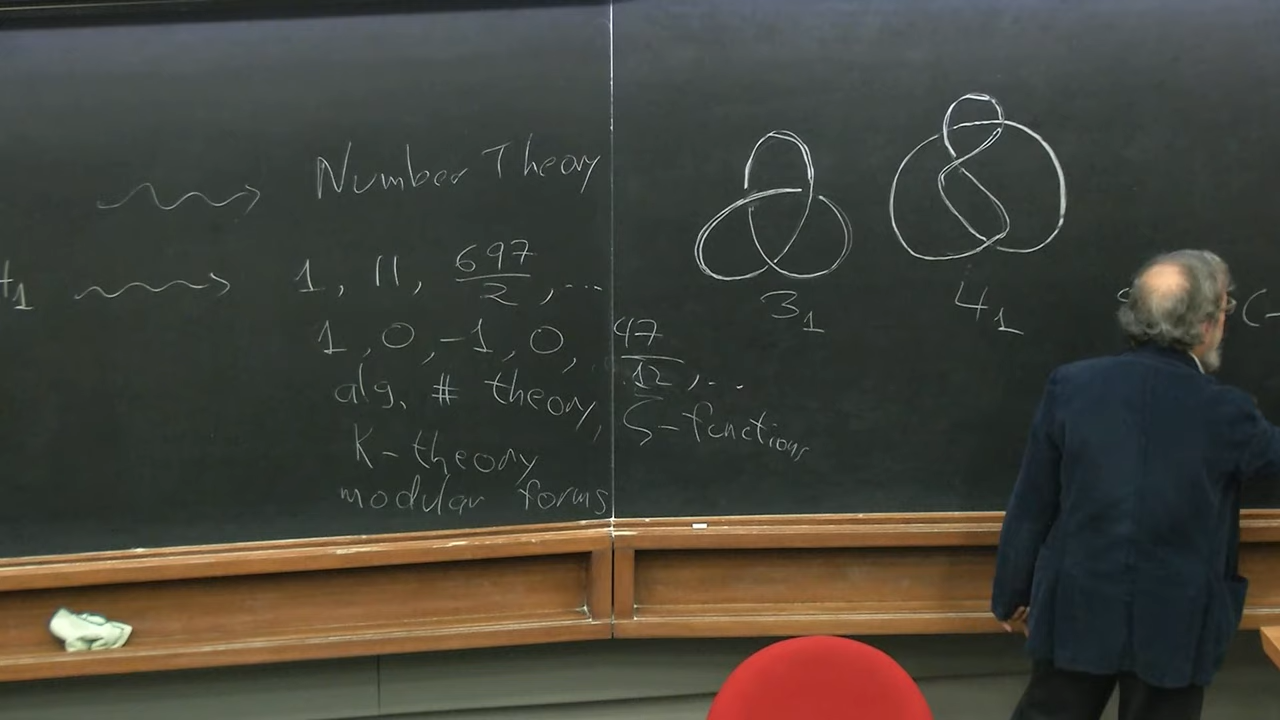 Number Theory
1, 11, 697/2, ...
1, 0, -1, 0, 47/12, ...
alg. # theory, ζ-functions
K-theory
modular forms
3₁
4₁